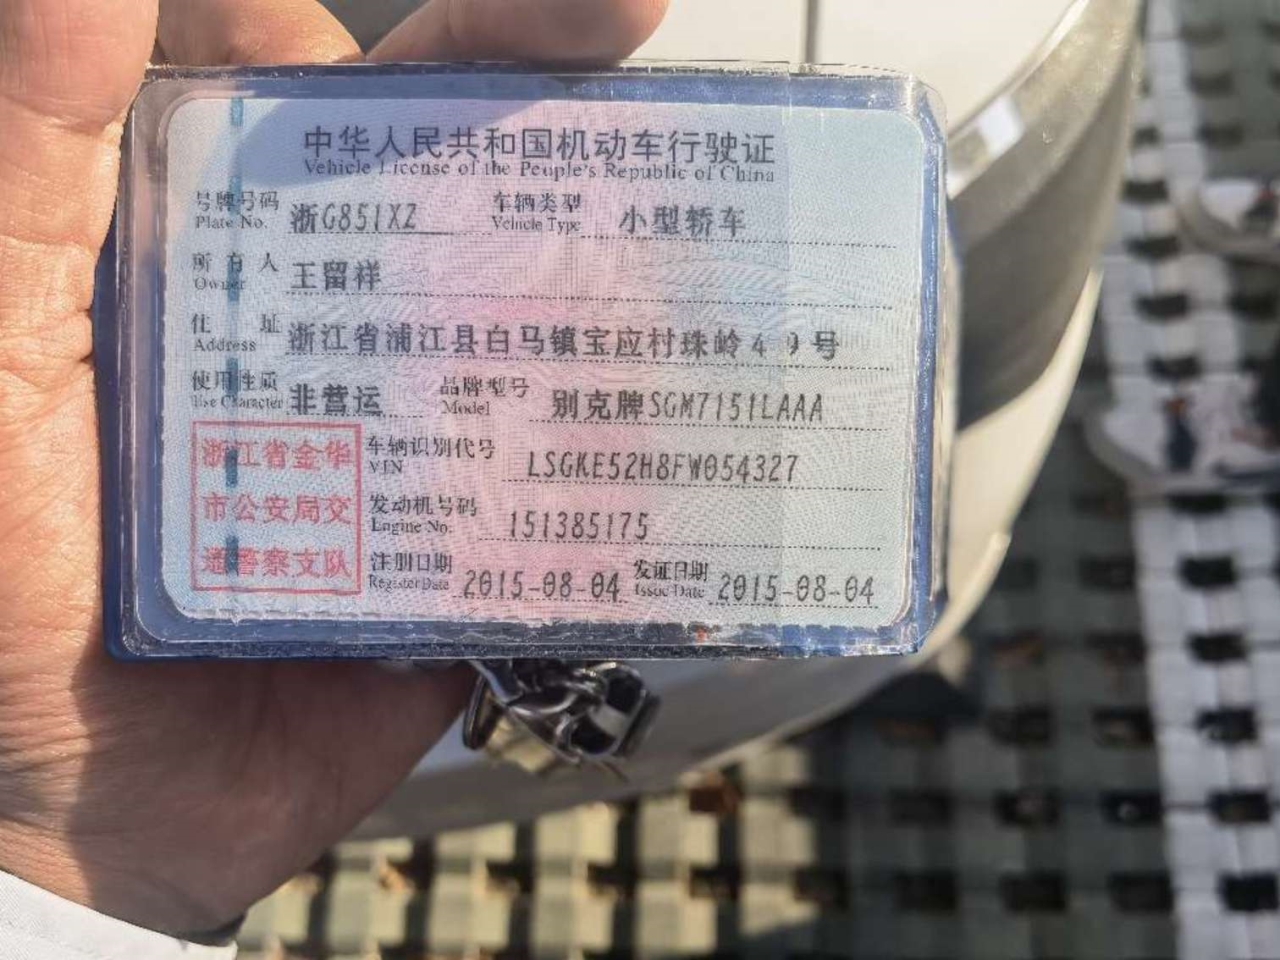 中华人民共和国机动车行驶证
Vehicle License of the People's Republic of China
号牌号码 浙G851XZ 车辆类型 小型轿车
Plate No. Vehicle Type
所有人 王留祥
Owner
住址 浙江省浦江县白马镇宝应村珠岭49号
Address
使用性质 非营运 品牌型号 别克牌SGM7151LAAA
Use Character Model
浙江省金华
市公安局交
通警察支队
车辆识别代号 LSGKE52H8FW054327
VIN
发动机号码 151385175
Engine No.
注册日期 2015-08-04 发证日期 2015-08-04
Register Date Issue Date